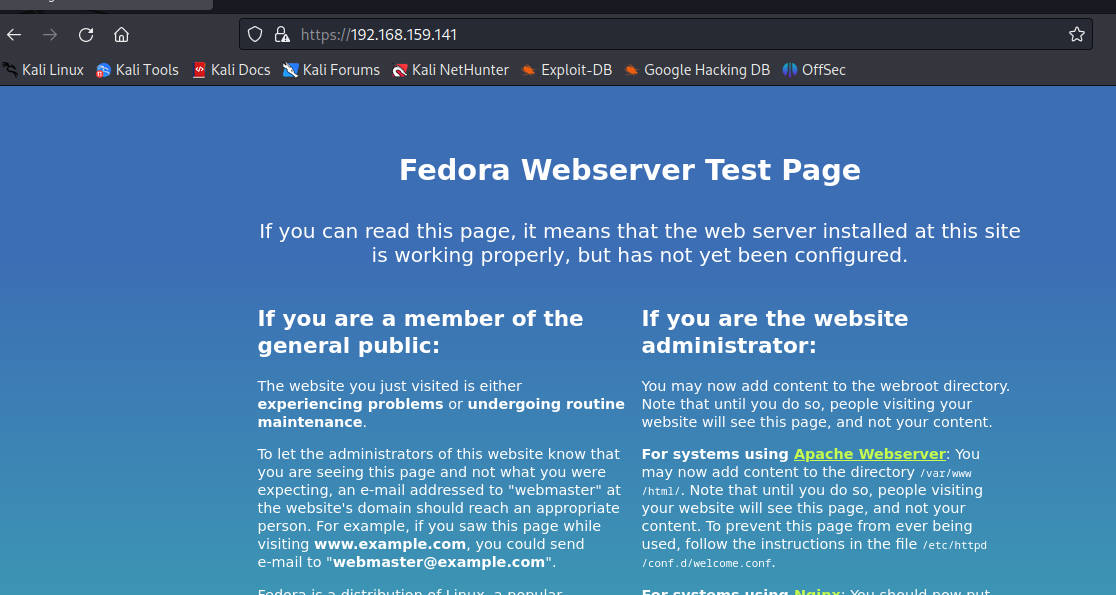 https://192.168.159.141
Kali Linux Kali Tools Kali Docs Kali Forums Kali NetHunter Exploit-DB Google Hacking DB OffSec
Fedora Webserver Test Page
If you can read this page, it means that the web server installed at this site
is working properly, but has not yet been configured.
If you are a member of the
general public:
The website you just visited is either
experiencing problems or undergoing routine
maintenance.
To let the administrators of this website know that
you are seeing this page and not what you were
expecting, an e-mail addressed to "webmaster" at
the website's domain should reach an appropriate
person. For example, if you saw this page while
visiting www.example.com, you could send
e-mail to "webmaster@example.com".
Fedora is a distribution of Linux, a popular
If you are the website
administrator:
You may now add content to the webroot directory.
Note that until you do so, people visiting your
website will see this page, and not your content.
For systems using Apache Webserver: You
may now add content to the directory /var/www
/html/. Note that until you do so, people visiting
your website will see this page, and not your
content. To prevent this page from ever being
used, follow the instructions in the file /etc/httpd
/conf.d/welcome.conf.
For systems using Nginx: You should now put